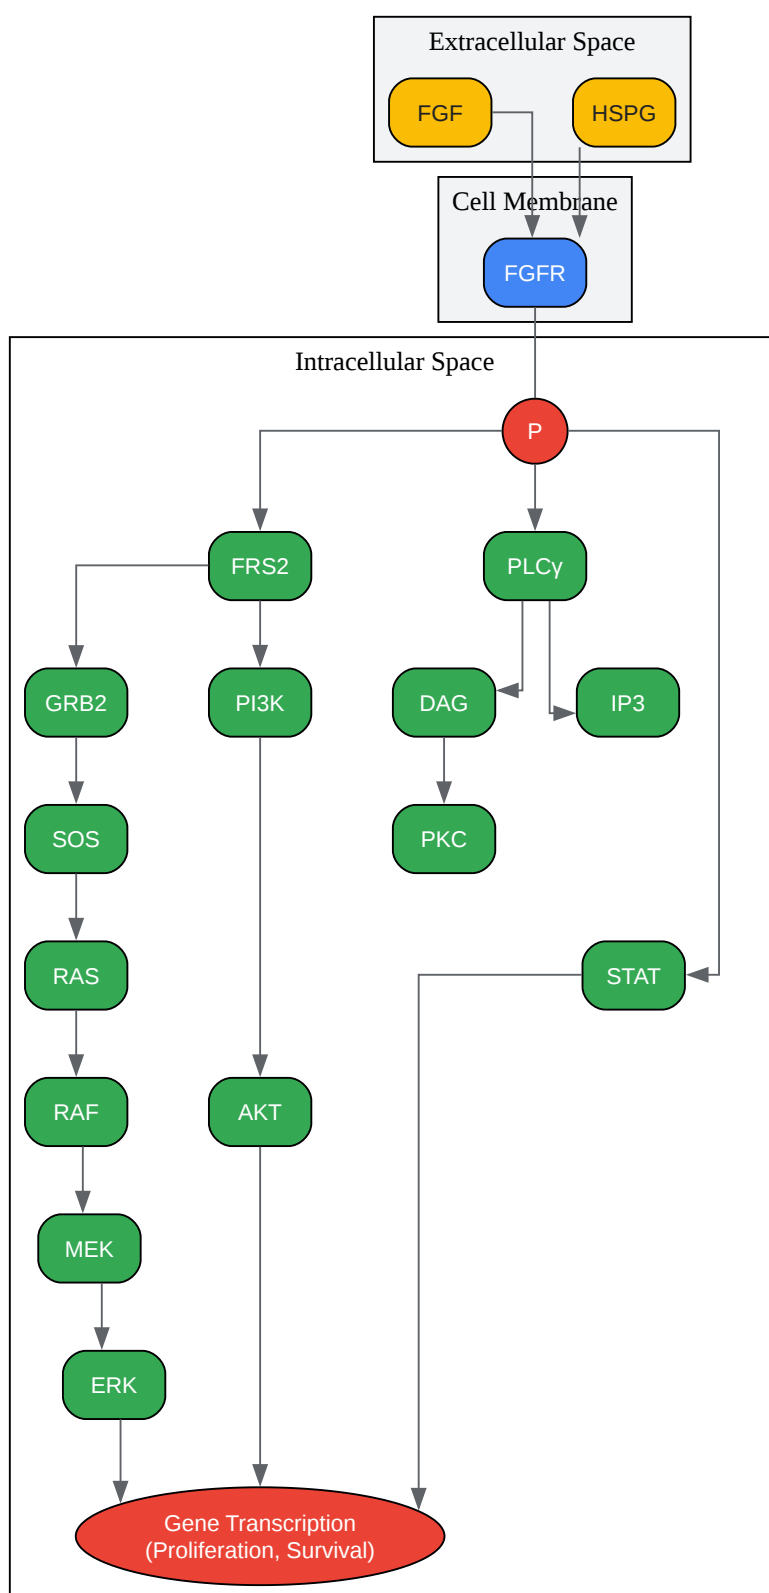 Extracellular Space
FGF
HSPG
Cell Membrane
FGFR
Intracellular Space
P
FRS2
PLCγ
GRB2
PI3K
DAG
IP3
SOS
PKC
RAS
STAT
RAF
AKT
MEK
ERK
Gene Transcription
(Proliferation, Survival)